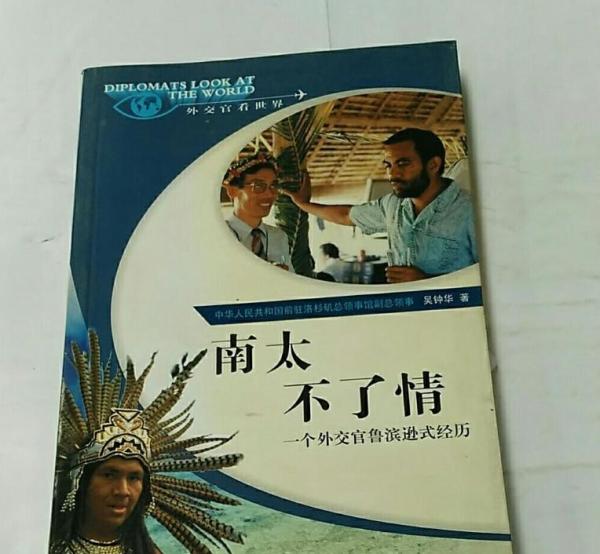 DIPLOMATS LOOK AT
THE WORLD
外交官看世界
中华人民共和国前驻洛杉矶总领事馆副总领事 吴钟华 著
南太
不了情
一个外交官鲁滨逊式经历